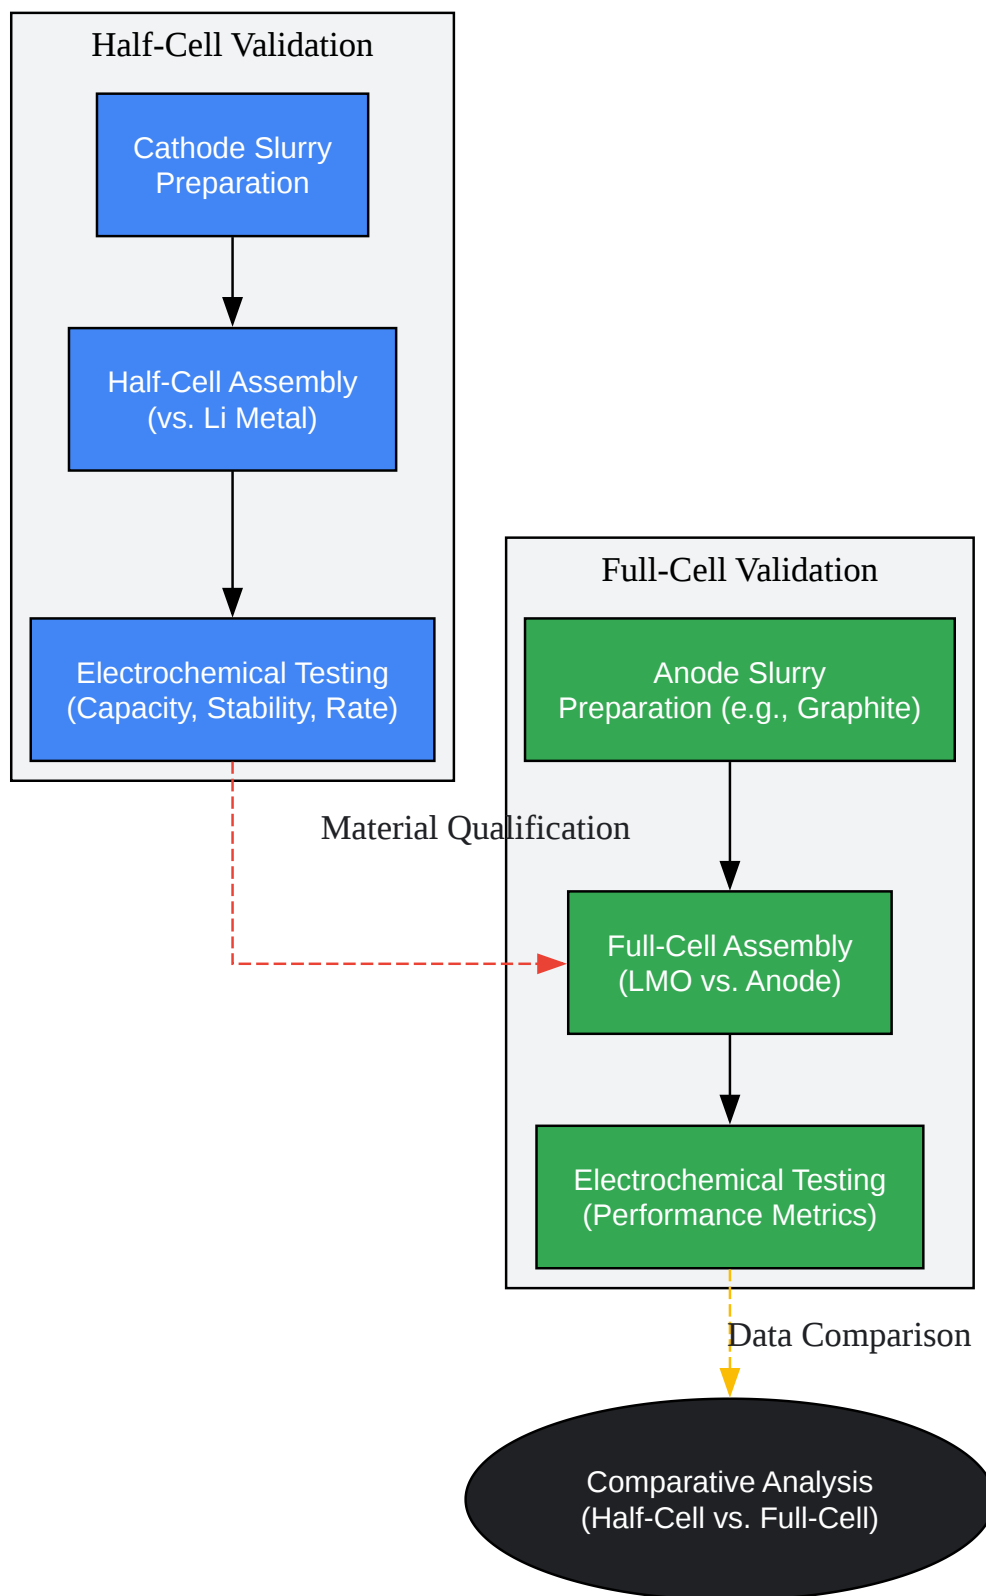 Half-Cell Validation
Cathode Slurry
Preparation
Half-Cell Assembly
(vs. Li Metal)
Electrochemical Testing
(Capacity, Stability, Rate)
Material Qualification
Full-Cell Validation
Anode Slurry
Preparation (e.g., Graphite)
Full-Cell Assembly
(LMO vs. Anode)
Electrochemical Testing
(Performance Metrics)
Data Comparison
Comparative Analysis
(Half-Cell vs. Full-Cell)